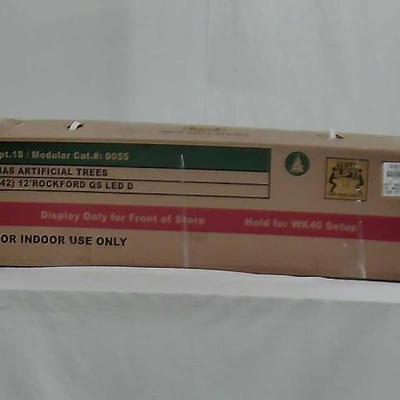 pt.18 / Modular Cat.#: 0055
AS ARTIFICIAL TREES
42) 12'ROCKFORD QS LED D
Display Only for Front of Store Hold for WK40 Setup
OR INDOOR USE ONLY